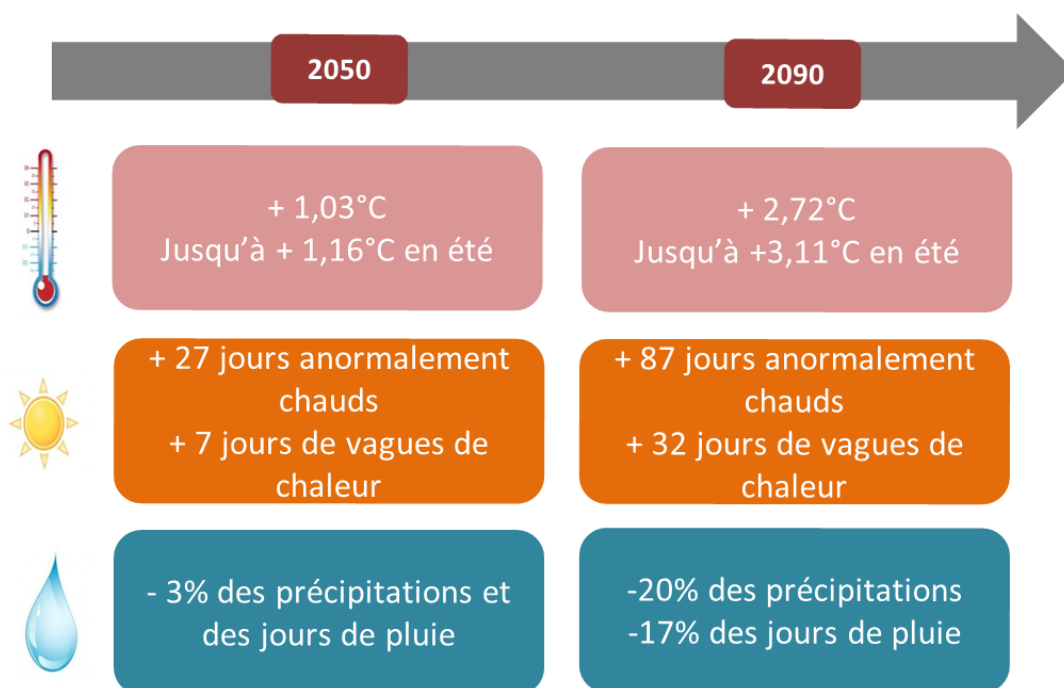 2050
2090
+ 1,03°C
Jusqu'à + 1,16°C en été
+ 2,72°C
Jusqu'à +3,11°C en été
+ 27 jours anormalement
chauds
+ 7 jours de vagues de
chaleur
+ 87 jours anormalement
chauds
+ 32 jours de vagues de
chaleur
- 3% des précipitations et
des jours de pluie
-20% des précipitations
-17% des jours de pluie